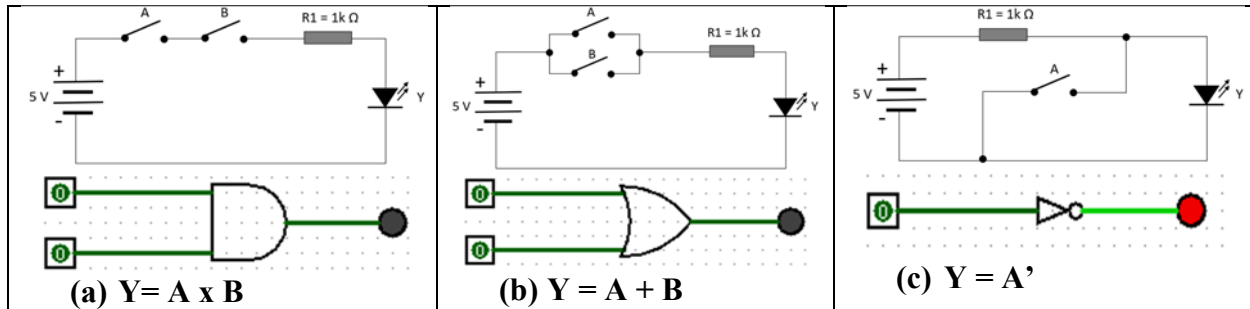 A B R1 = 1k Ω
+
5 V
-
Y
0
0
(a) Y= A x B
A
B
R1 = 1k Ω
+
5 V
-
Y
0
0
(b) Y = A + B
R1 = 1k Ω
A
+
5 V
-
Y
0
(c) Y = A’